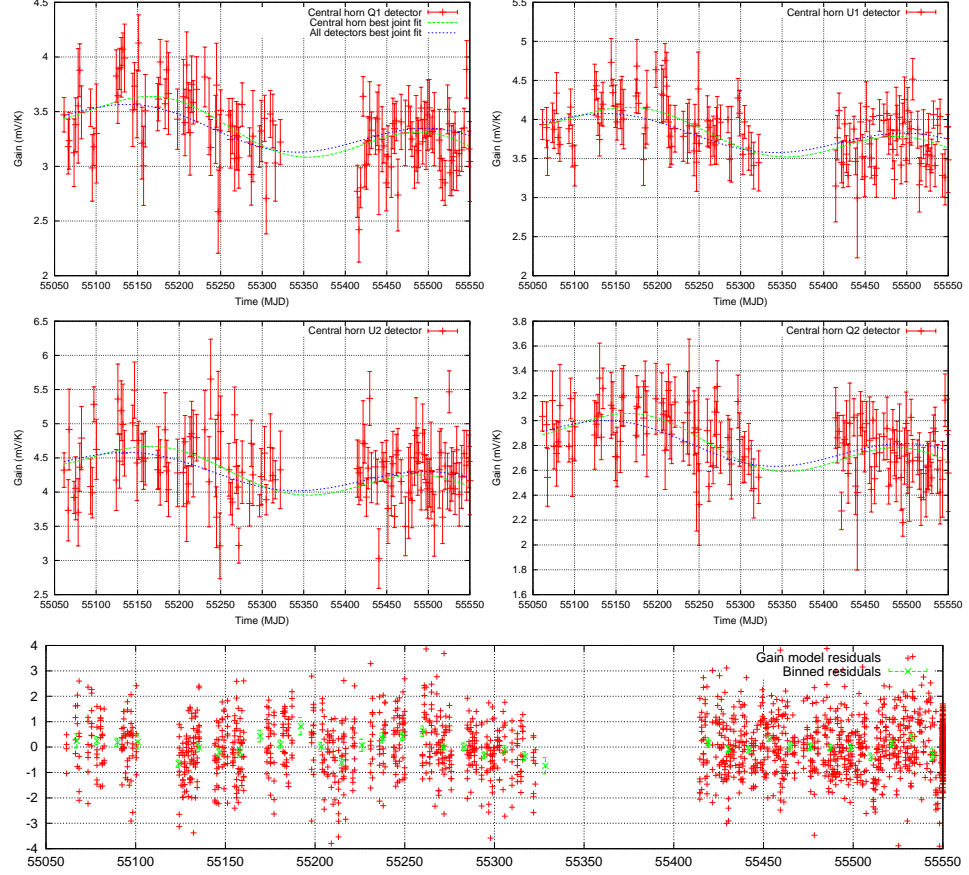 4.5
4
3.5
3
2.5
2
Gain (mV/K)
Central horn Q1 detector
Central horn best joint fit
All detectors best joint fit
55050 55100 55150 55200 55250 55300 55350 55400 55450 55500 55550
Time (MJD)
5.5
5
4.5
4
3.5
3
2.5
2
Gain (mV/K)
Central horn U1 detector
55050 55100 55150 55200 55250 55300 55350 55400 55450 55500 55550
Time (MJD)
6.5
6
5.5
5
4.5
4
3.5
3
2.5
Gain (mV/K)
Central horn U2 detector
55050 55100 55150 55200 55250 55300 55350 55400 55450 55500 55550
Time (MJD)
3.8
3.6
3.4
3.2
3
2.8
2.6
2.4
2.2
2
1.8
1.6
Gain (mV/K)
Central horn Q2 detector
55050 55100 55150 55200 55250 55300 55350 55400 55450 55500 55550
Time (MJD)
4
3
2
1
0
-1
-2
-3
-4
Gain model residuals
Binned residuals
55050 55100 55150 55200 55250 55300 55350 55400 55450 55500 55550